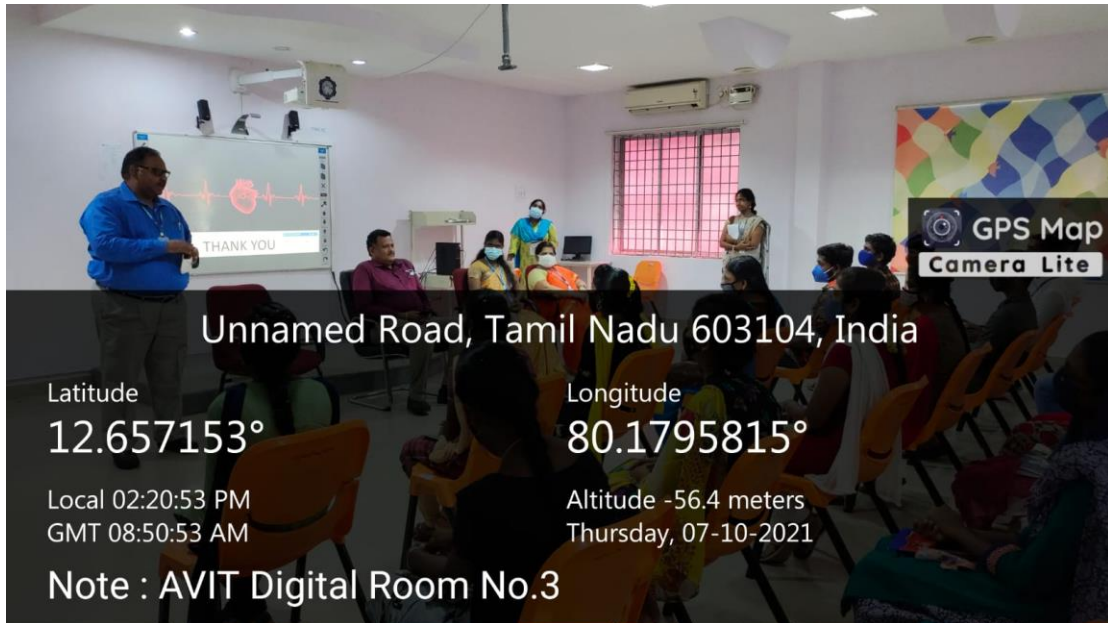 THANK YOU
GPS Map
Camera Lite
Unnamed Road, Tamil Nadu 603104, India
Latitude
12.657153°
Longitude
80.1795815°
Local 02:20:53 PM
GMT 08:50:53 AM
Altitude -56.4 meters
Thursday, 07-10-2021
Note : AVIT Digital Room No.3